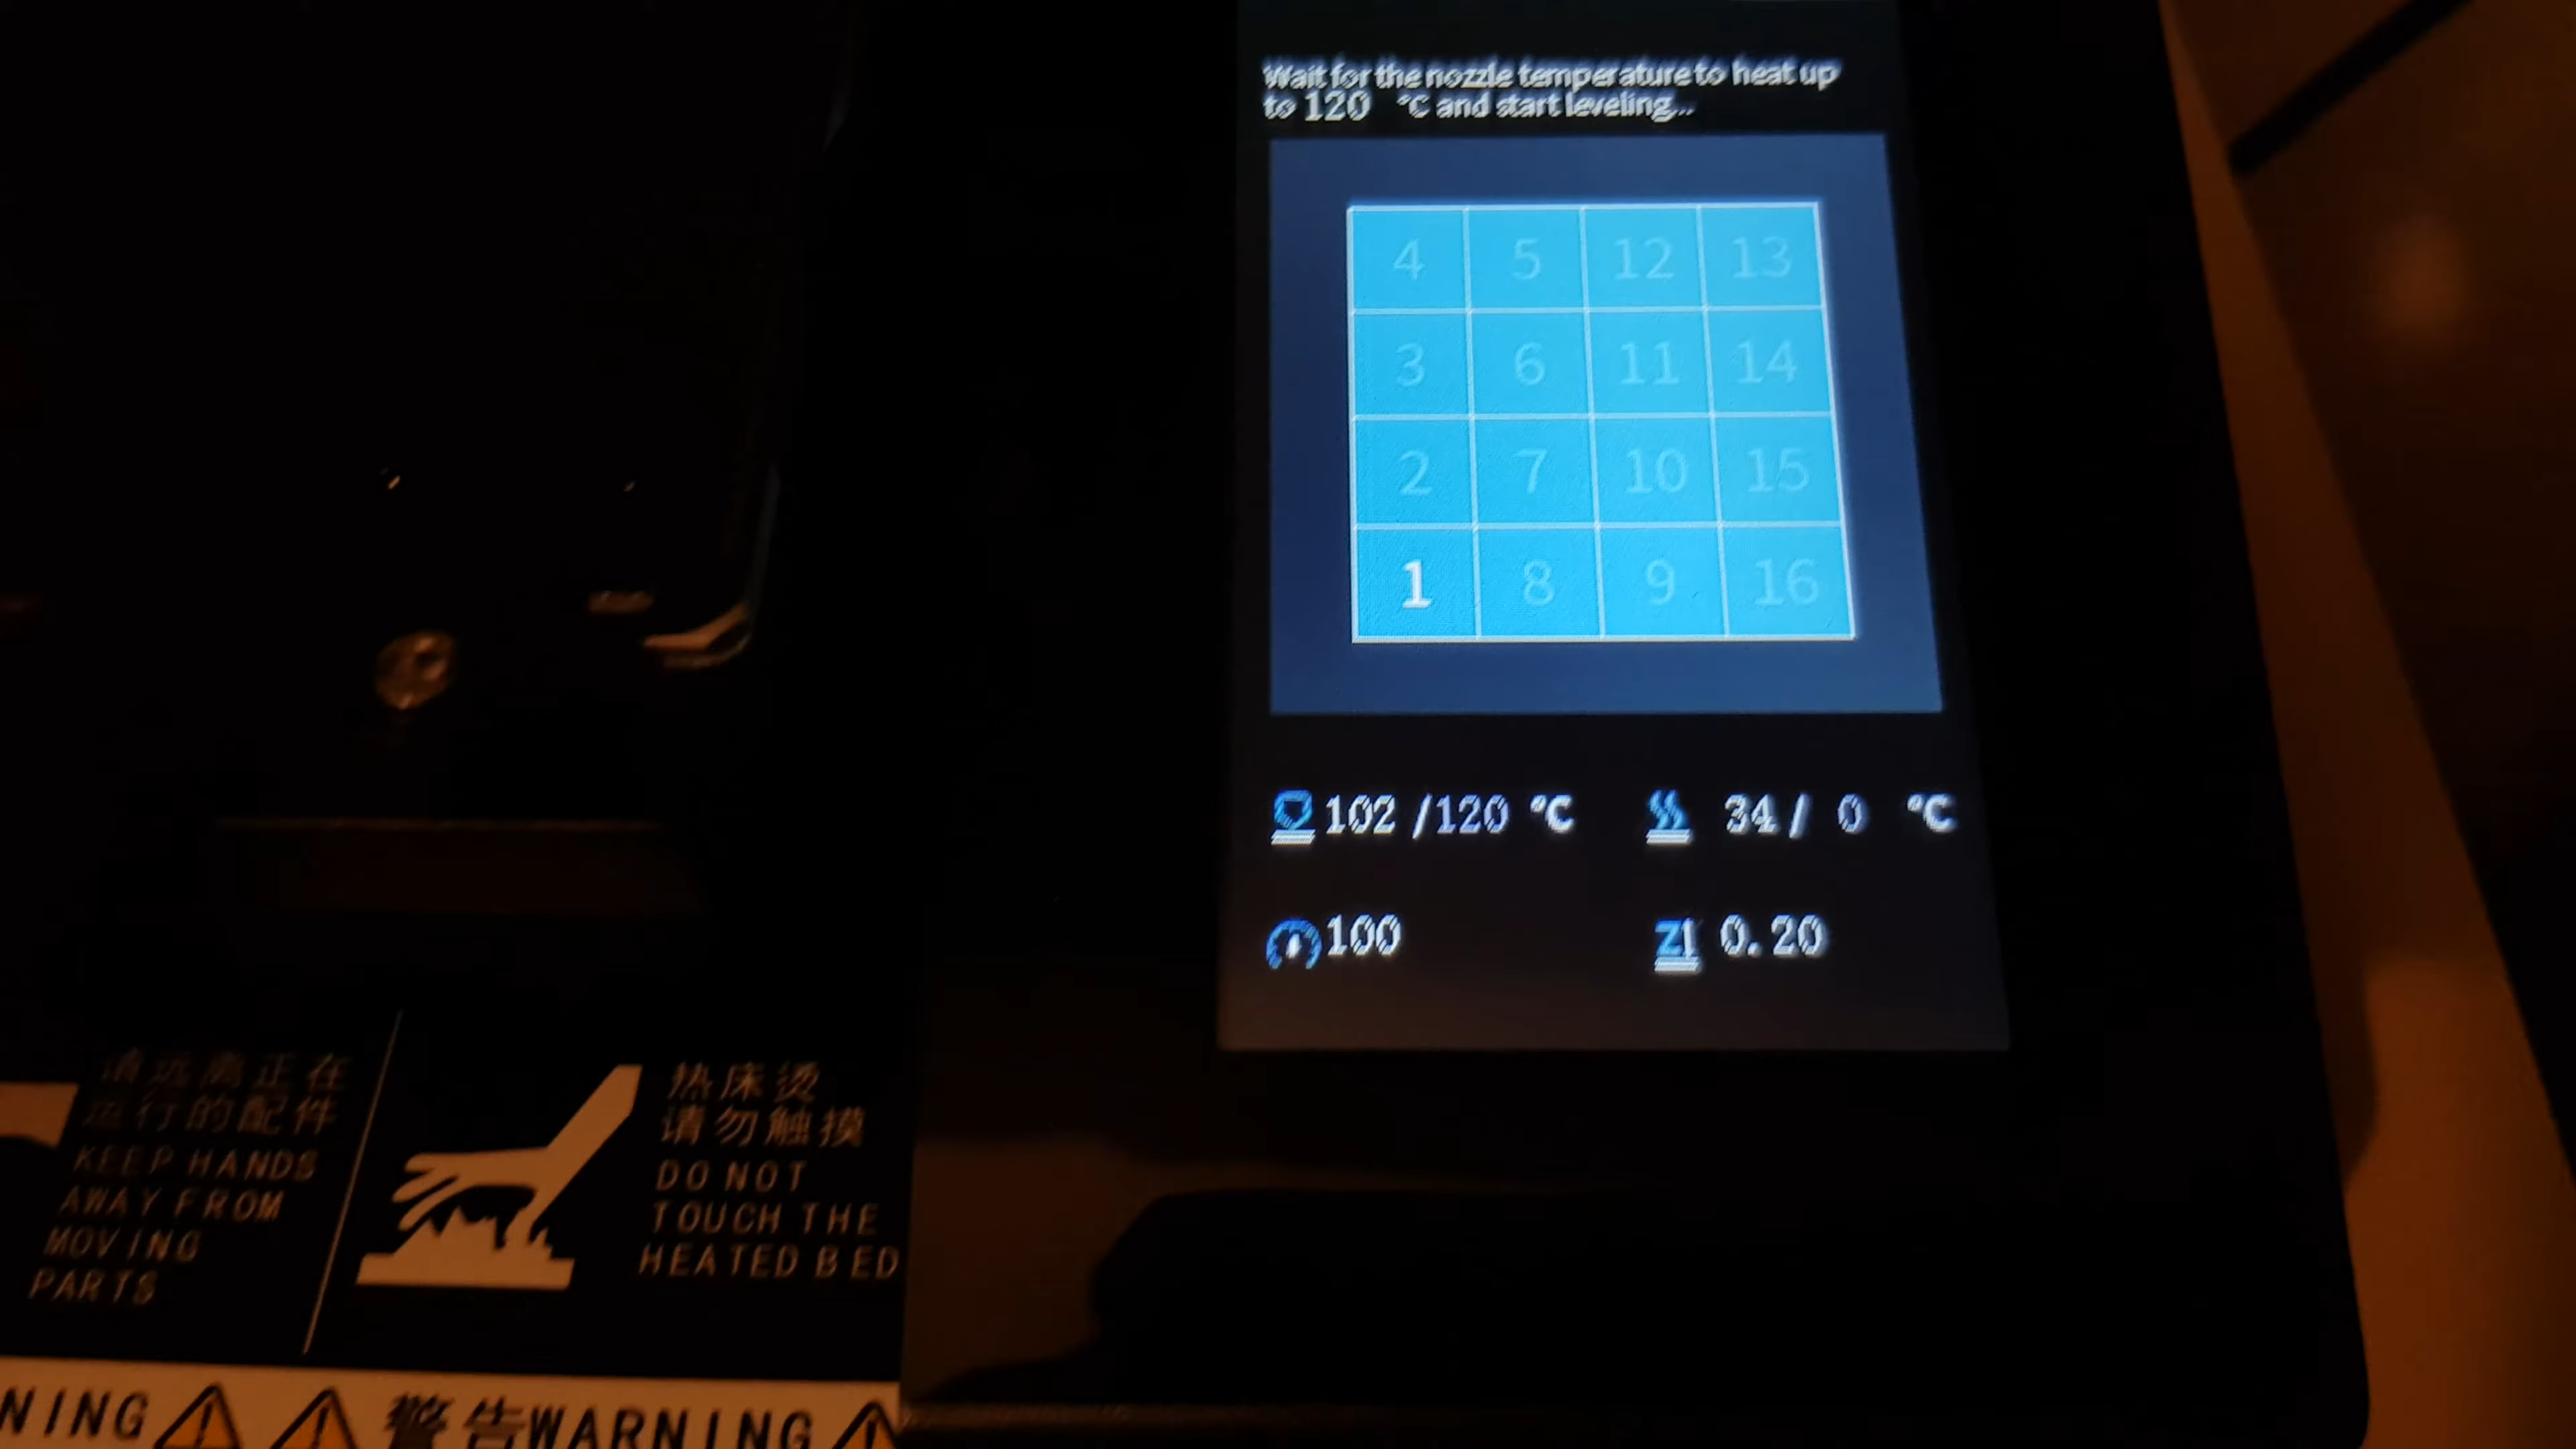 Wait for the nozzle temperature to heat up
to 120 °C and start leveling...
4 5 12 13
3 6 11 14
2 7 10 15
1 8 9 16
102 /120 °C 34 / 0 °C
100 Z 0.20
请远离正在
运行的配件
KEEP HANDS
AWAY FROM
MOVING
PARTS
热床烫
请勿触摸
DO NOT
TOUCH THE
HEATED BED
NING 警告WARNING